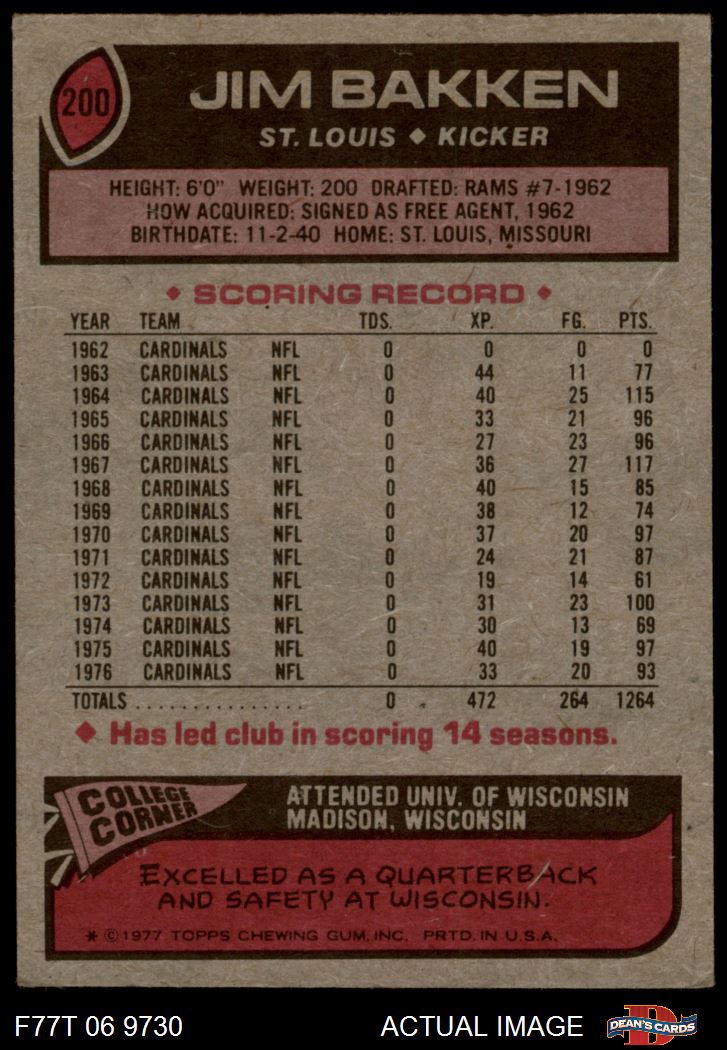 200
JIM BAKKEN
ST. LOUIS ◆ KICKER
HEIGHT: 6'0" WEIGHT: 200 DRAFTED: RAMS #7-1962
HOW ACQUIRED: SIGNED AS FREE AGENT, 1962
BIRTHDATE: 11-2-40 HOME: ST. LOUIS, MISSOURI
◆ SCORING RECORD ◆
YEAR TEAM TDS. XP. FG. PTS.
1962 CARDINALS NFL 0 0 0 0
1963 CARDINALS NFL 0 44 11 77
1964 CARDINALS NFL 0 40 25 115
1965 CARDINALS NFL 0 33 21 96
1966 CARDINALS NFL 0 27 23 96
1967 CARDINALS NFL 0 36 27 117
1968 CARDINALS NFL 0 40 15 85
1969 CARDINALS NFL 0 38 12 74
1970 CARDINALS NFL 0 37 20 97
1971 CARDINALS NFL 0 24 21 87
1972 CARDINALS NFL 0 19 14 61
1973 CARDINALS NFL 0 31 23 100
1974 CARDINALS NFL 0 30 13 69
1975 CARDINALS NFL 0 40 19 97
1976 CARDINALS NFL 0 33 20 93
TOTALS ............... 0 472 264 1264
◆ Has led club in scoring 14 seasons.
COLLEGE
CORNER
ATTENDED UNIV. OF WISCONSIN
MADISON, WISCONSIN
EXCELLED AS A QUARTERBACK
AND SAFETY AT WISCONSIN.
* © 1977 TOPPS CHEWING GUM, INC. PRTD. IN U.S.A.
F77T 06 9730 ACTUAL IMAGE D DEAN'S CARDS